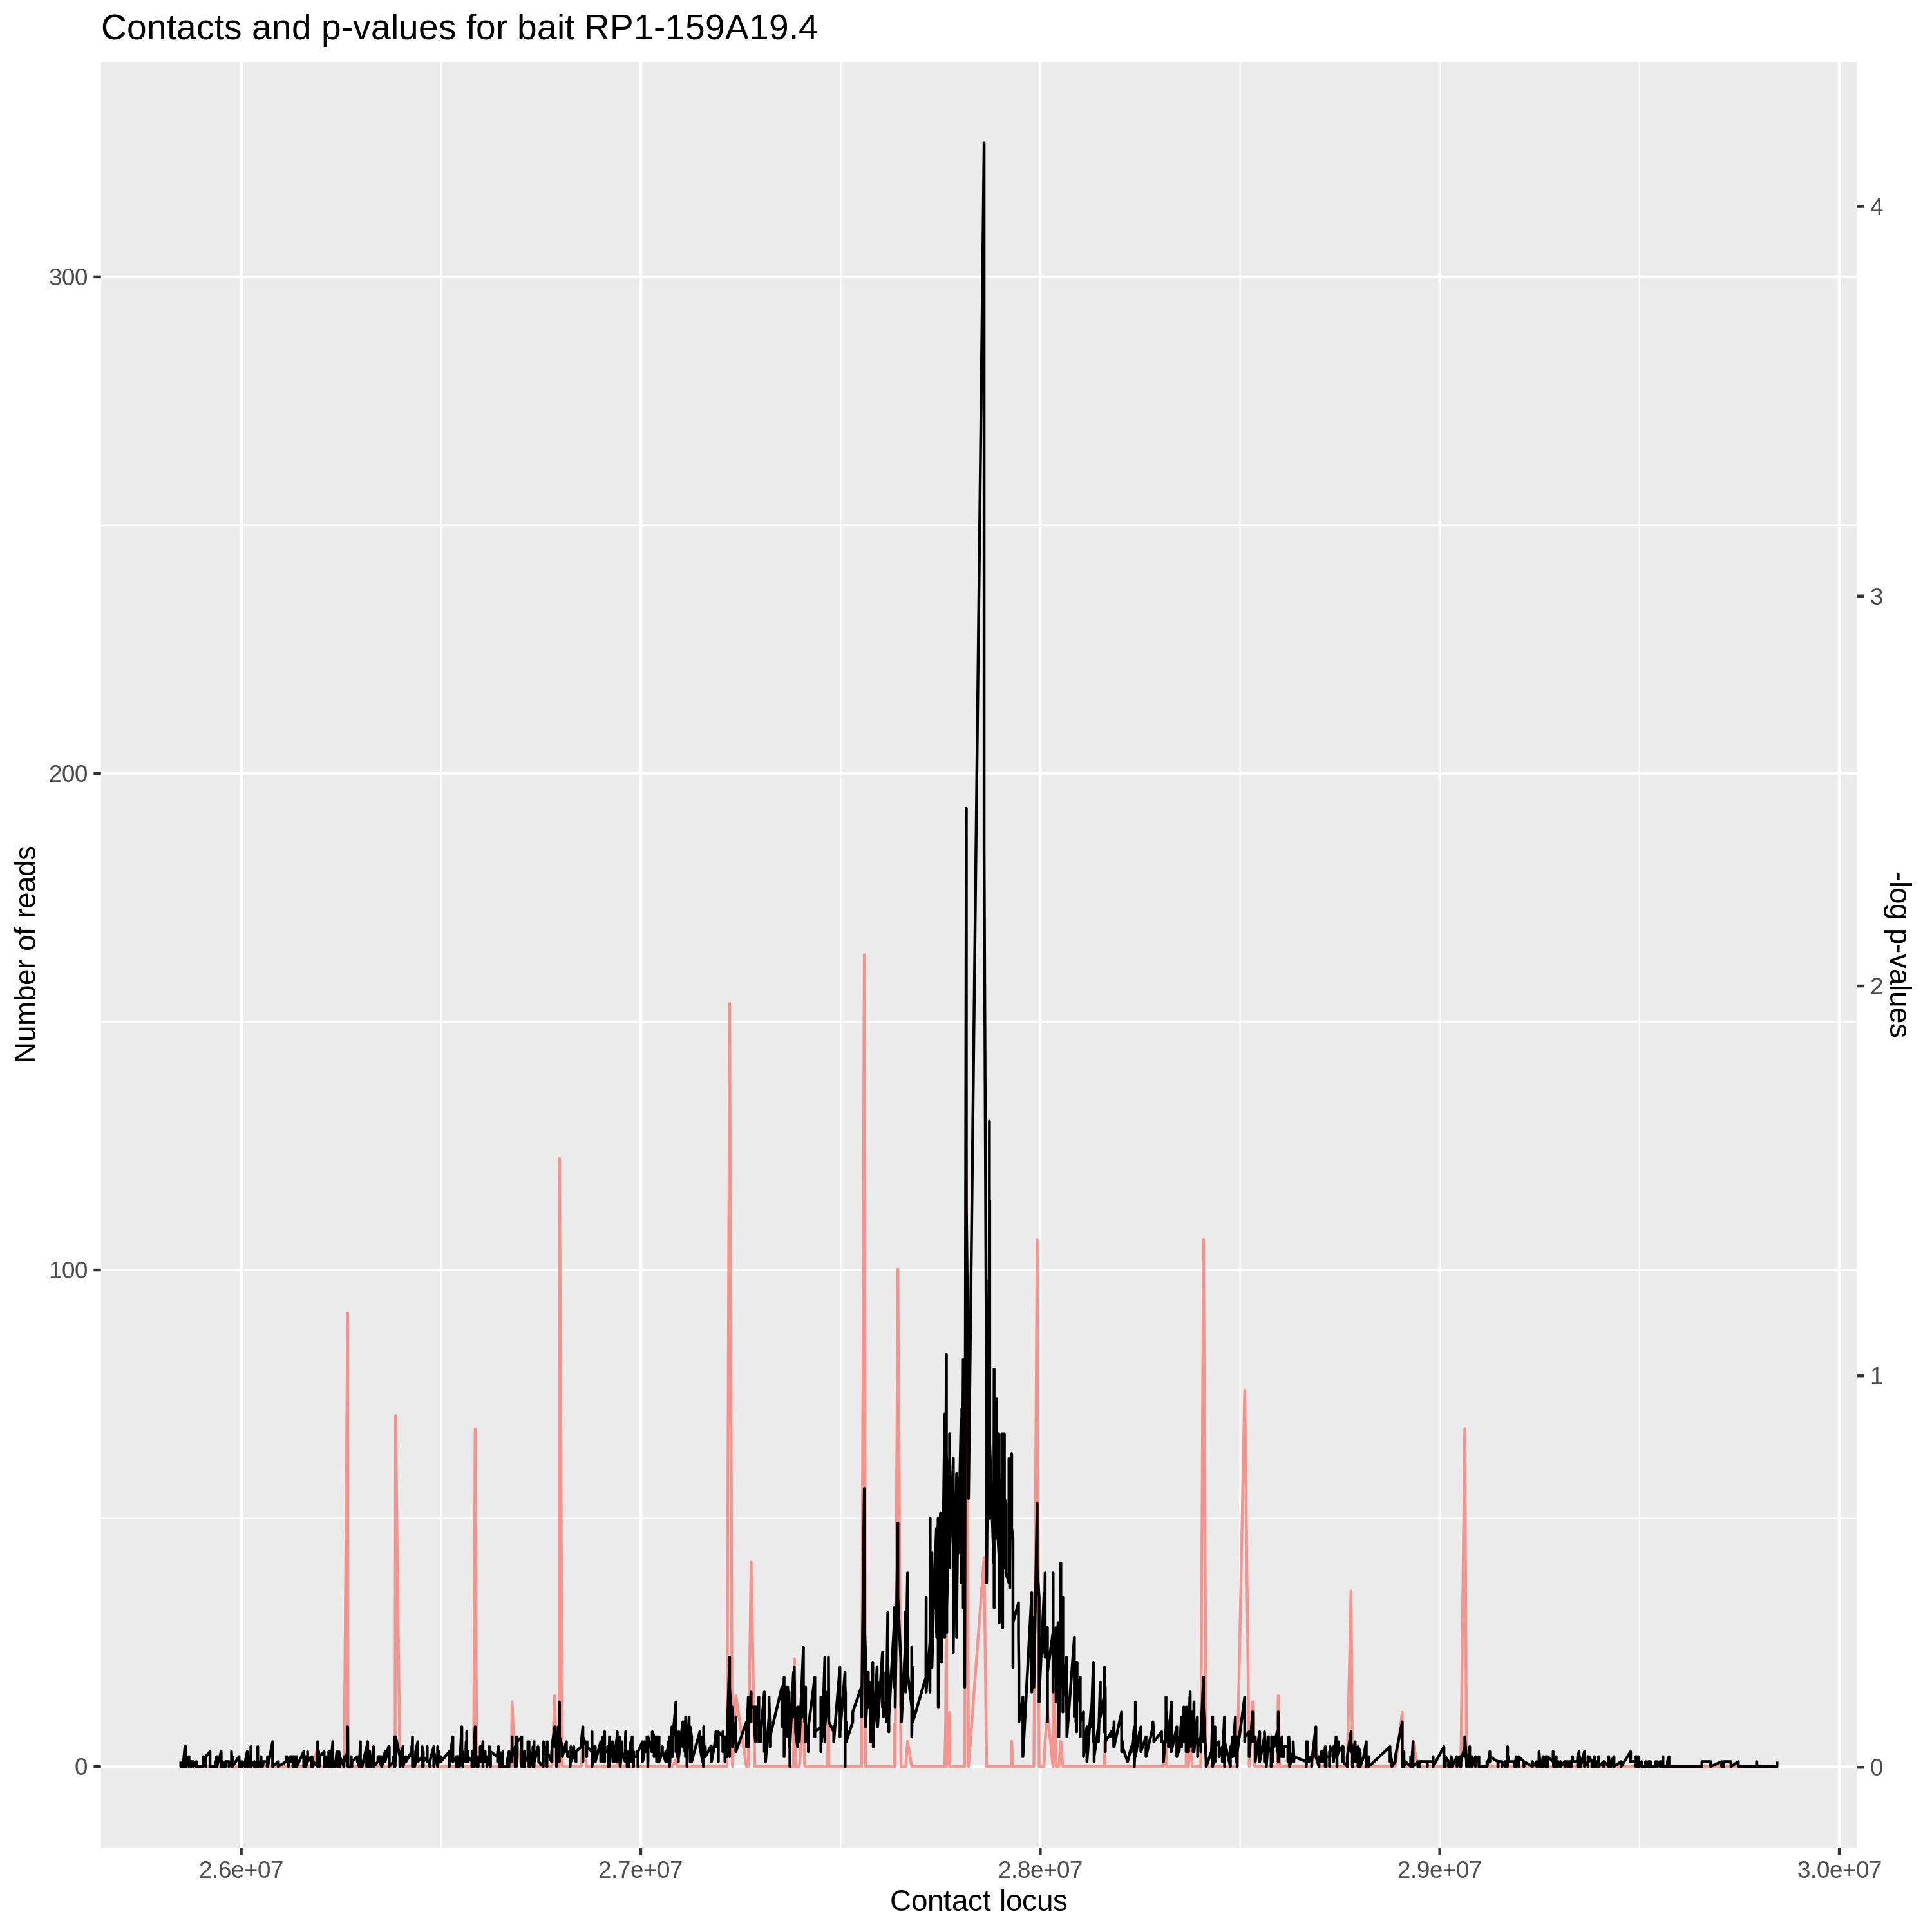 Contacts and p-values for bait RP1-159A19.4
300
200
100
0
Number of reads
4
3
2
1
0
-log p-values
2.6e+07
2.7e+07
2.8e+07
2.9e+07
3.0e+07
Contact locus